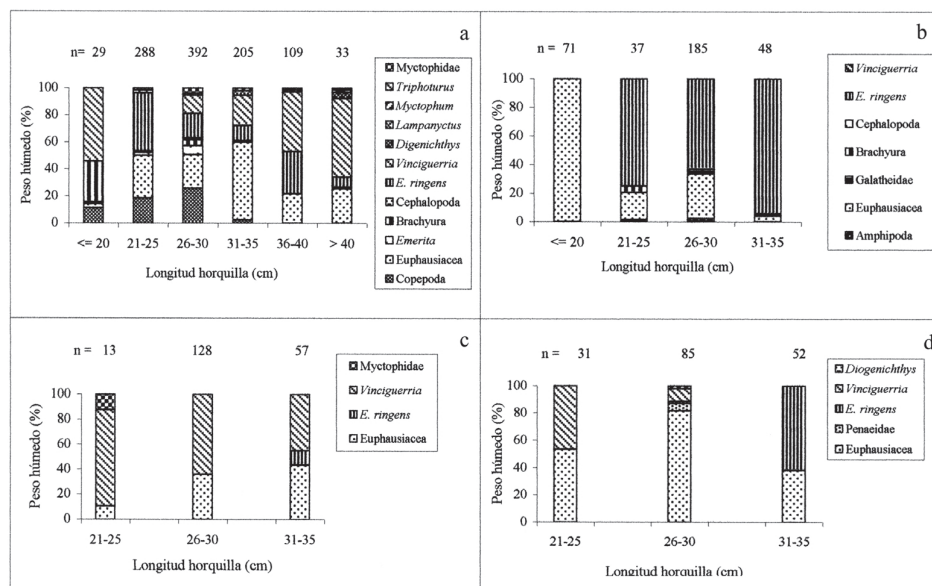 a
n= 29 288 392 205 109 33
Peso húmedo (%)
100
80
60
40
20
0
<= 20 21-25 26-30 31-35 36-40 > 40
Longitud horquilla (cm)
Myctophidae
Triphoturus
Myctophum
Lampanyctus
Digenichthys
Vinciguerria
E. ringens
Cephalopoda
Brachyura
Emerita
Euphausiacea
Copepoda
b
n = 71 37 185 48
Peso húmedo (%)
100
80
60
40
20
0
<= 20 21-25 26-30 31-35
Longitud horquilla (cm)
Vinciguerria
E. ringens
Cephalopoda
Brachyura
Galatheidae
Euphausiacea
Amphipoda
c
n = 13 128 57
Peso húmedo (%)
100
80
60
40
20
0
21-25 26-30 31-35
Longitud horquilla (cm)
Myctophidae
Vinciguerria
E. ringens
Euphausiacea
d
n = 31 85 52
Peso húmedo (%)
100
80
60
40
20
0
21-25 26-30 31-35
Longitud horquilla (cm)
Diogenichthys
Vinciguerria
E. ringens
Penaeidae
Euphausiacea